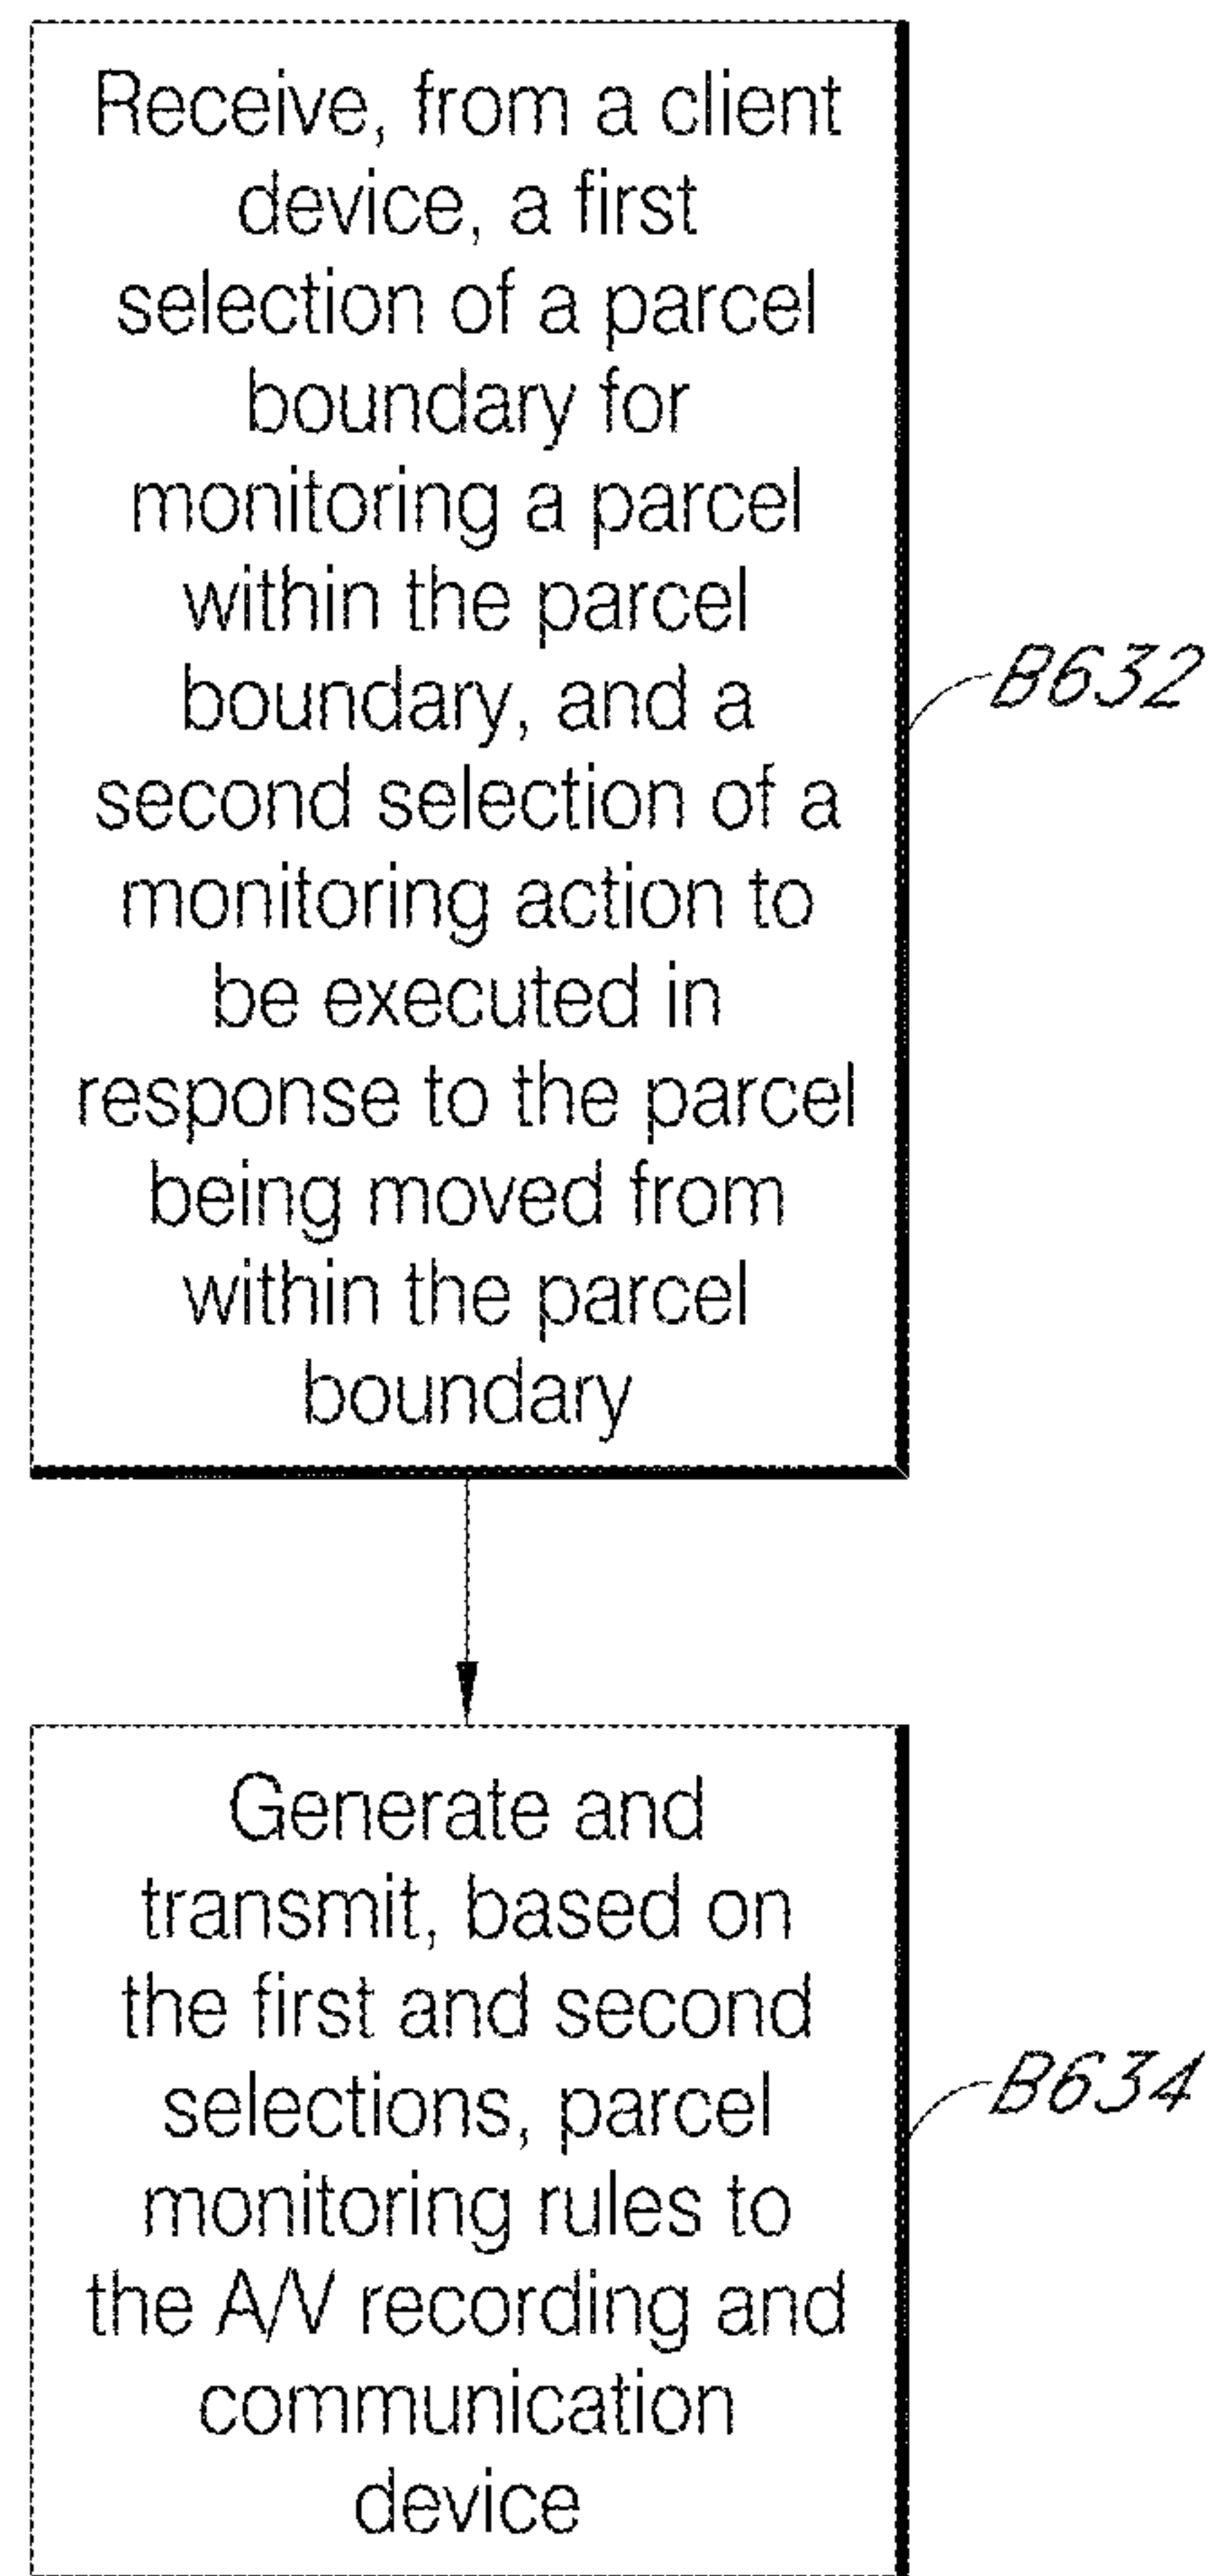 Receive, from a client
device, a first
selection of a parcel
boundary for
monitoring a parcel
within the parcel
boundary, and a
second selection of a
monitoring action to
be executed in
response to the parcel
being moved from
within the parcel
boundary
B632
Generate and
transmit, based on
the first and second
selections, parcel
monitoring rules to
the A/V recording and
communication
device
B634